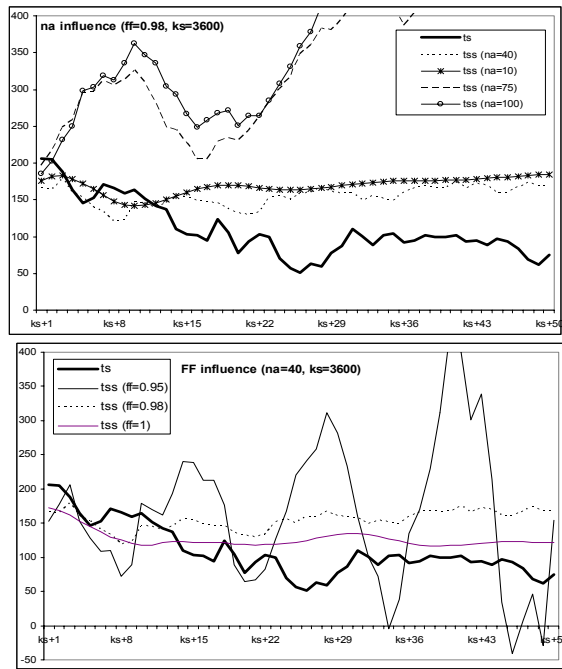 na influence (ff=0.98, ks=3600)
400
350
300
250
200
150
100
50
0
ts
tss (na=40)
tss (na=10)
tss (na=75)
tss (na=100)
ks+1
ks+8
ks+15
ks+22
ks+29
ks+36
ks+43
ks+50
FF influence (na=40, ks=3600)
400
350
300
250
200
150
100
50
0
-50
ts
tss (ff=0.95)
tss (ff=0.98)
tss (ff=1)
ks+1
ks+8
ks+15
ks+22
ks+29
ks+36
ks+43
ks+5